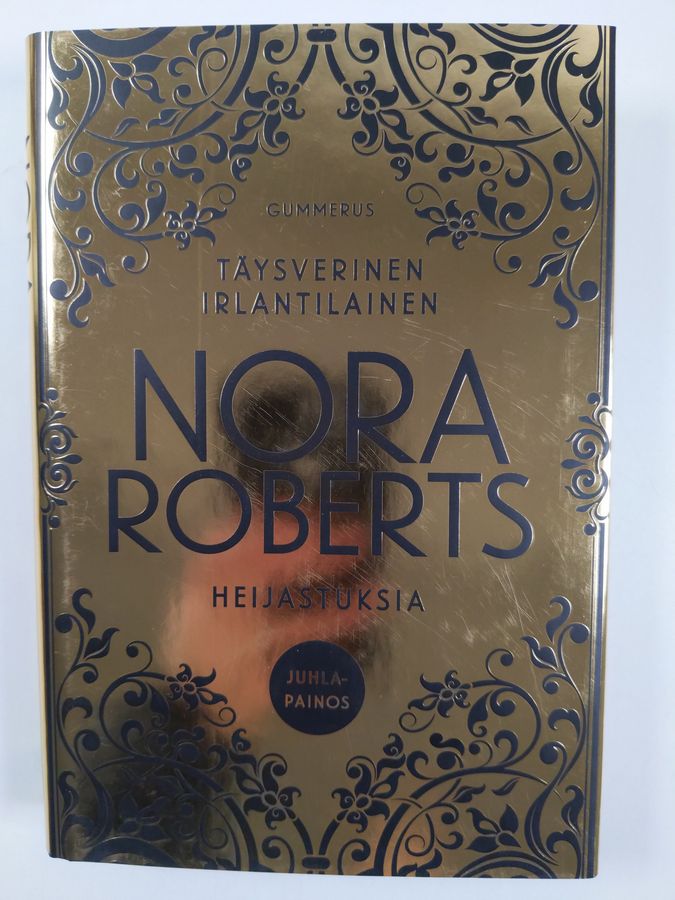 GUMMERUS
TÄYSVERINEN
IRLANTILAINEN
NORA
ROBERTS
HEIJASTUKSIA
JUHLA-
PAINOS